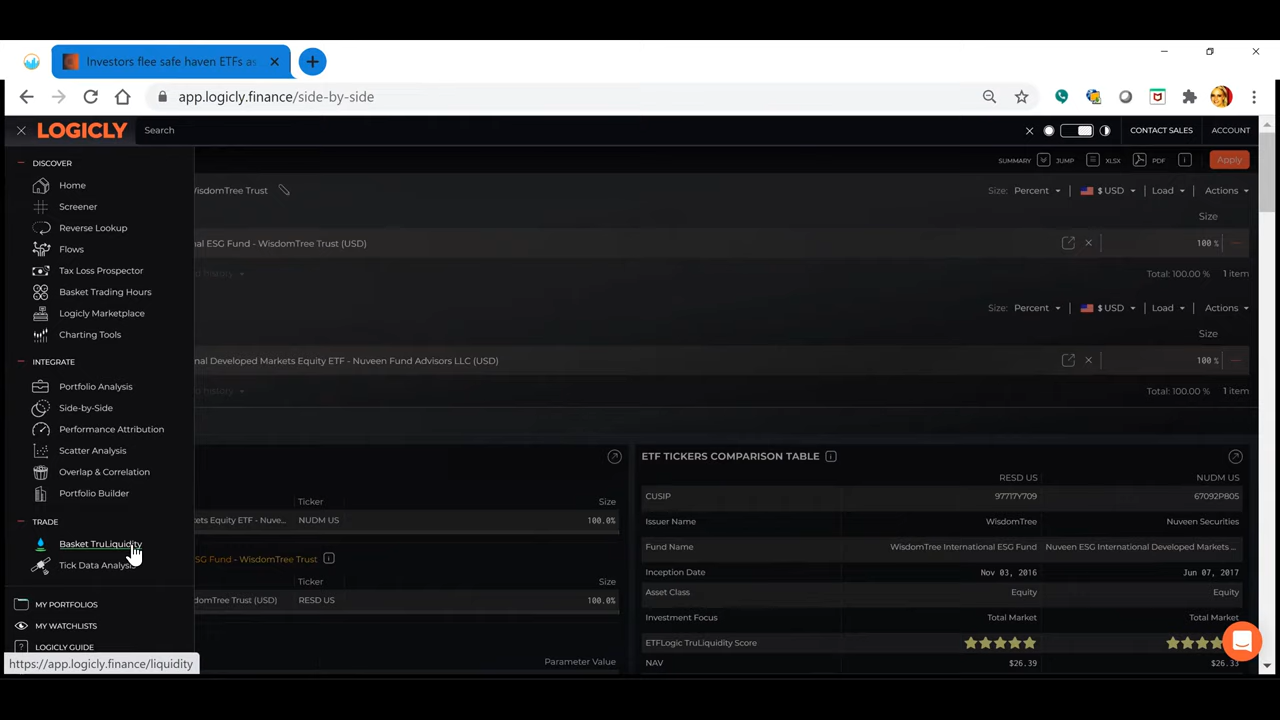 Investors flee safe haven ETFs as
app.logicly.finance/side-by-side
LOGICLY
Search
CONTACT SALES
ACCOUNT
SUMMARY
JUMP
XLSX
PDF
Apply
DISCOVER
Home
Screener
Reverse Lookup
Flows
Tax Loss Prospector
Basket Trading Hours
Logicly Marketplace
Charting Tools
INTEGRATE
Portfolio Analysis
Side-by-Side
Performance Attribution
Scatter Analysis
Overlap & Correlation
Portfolio Builder
TRADE
Basket TruLiquidity
Tick Data Analysis
MY PORTFOLIOS
MY WATCHLISTS
LOGICLY GUIDE
https://app.logicly.finance/liquidity
WisdomTree Trust
Size: Percent | $ USD | Load | Actions
Size
nal ESG Fund - WisdomTree Trust (USD)
100 %
history
Total: 100.00 % 1 item
Size: Percent | $ USD | Load | Actions
Size
nal Developed Markets Equity ETF - Nuveen Fund Advisors LLC (USD)
100 %
history
Total: 100.00 % 1 item
Ticker Size
ets Equity ETF - Nuve... NUDM US 100.0%
SG Fund - WisdomTree Trust
Ticker Size
domTree Trust (USD) RESD US 100.0%
Parameter Value
ETF TICKERS COMPARISON TABLE
RESD US NUDM US
CUSIP 97717Y709 67092P805
Issuer Name WisdomTree Nuveen Securities
Fund Name WisdomTree International ESG Fund Nuveen ESG International Developed Markets ...
Inception Date Nov 03, 2016 Jun 07, 2017
Asset Class Equity Equity
Investment Focus Total Market Total Market
ETFLogic TruLiquidity Score
NAV $26.39 $26.33